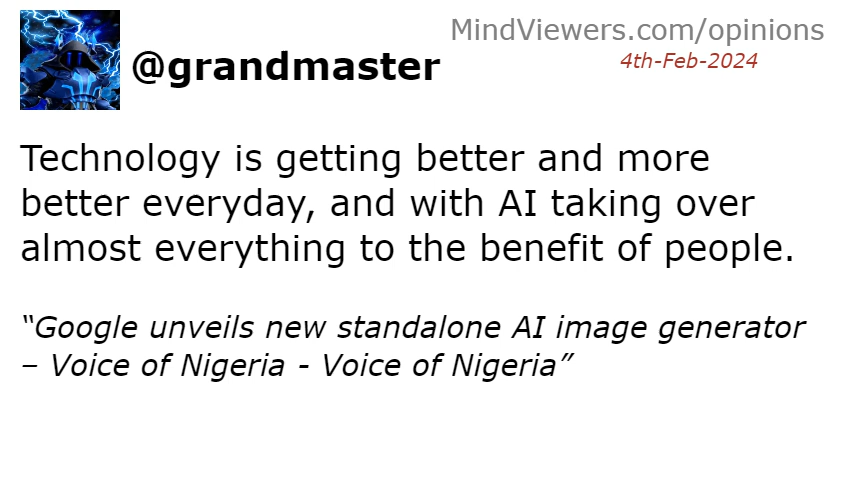 MindViewers.com/opinions
4th-Feb-2024
@grandmaster
Technology is getting better and more
better everyday, and with AI taking over
almost everything to the benefit of people.
“Google unveils new standalone AI image generator
– Voice of Nigeria - Voice of Nigeria”